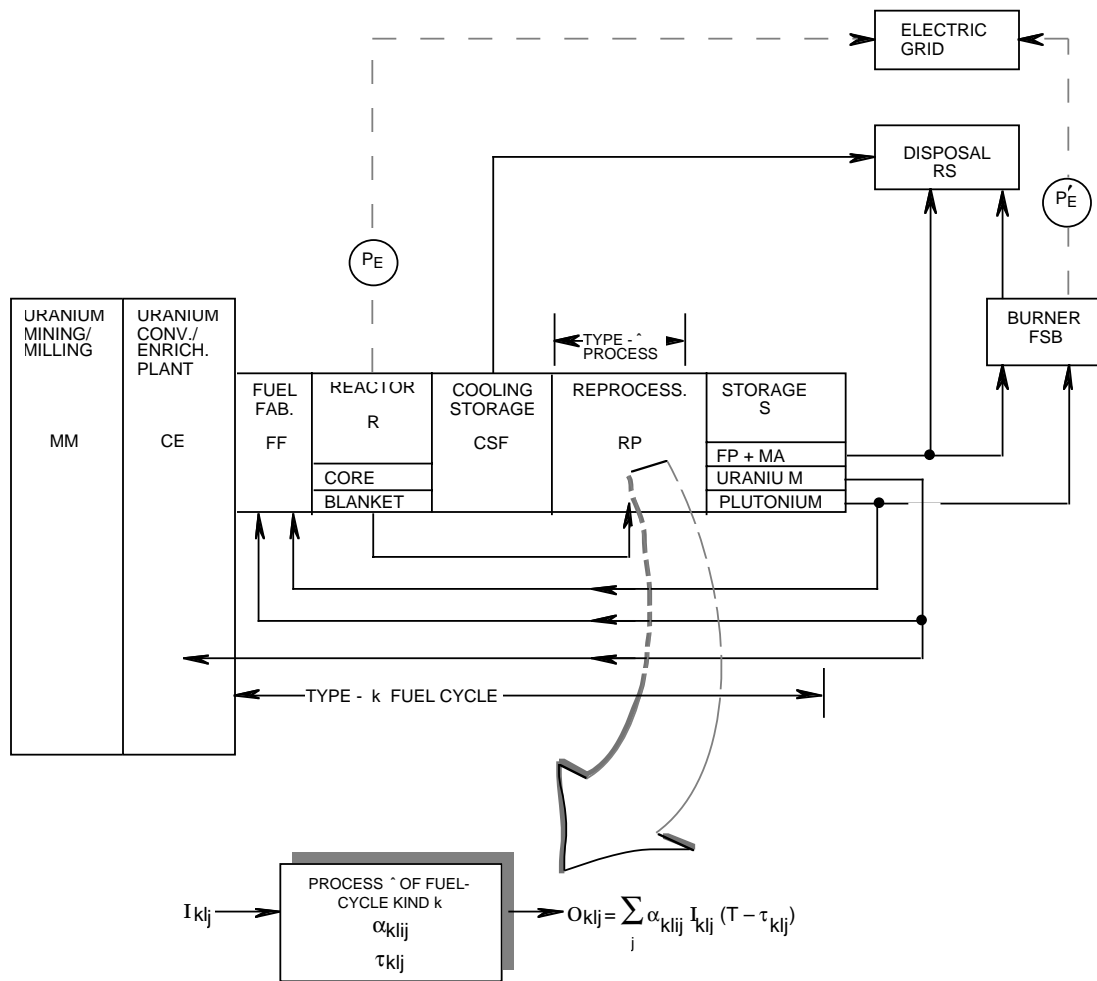 ELECTRIC
GRID
DISPOSAL
RS
P′E
PE
URANIUM
MINING/
MILLING
MM
URANIUM
CONV./
ENRICH.
PLANT
CE
BURNER
FSB
TYPE - ˆ
PROCESS
FUEL
FAB.
FF
REACTOR
R
CORE
BLANKET
COOLING
STORAGE
CSF
REPROCESS.
RP
STORAGE
S
FP + MA
URANIU M
PLUTONIUM
TYPE - k FUEL CYCLE
PROCESS ˆ OF FUEL-
CYCLE KIND k
αklij
τklj
Iklj
Oklj = ∑j αklij Iklj (T – τklj)